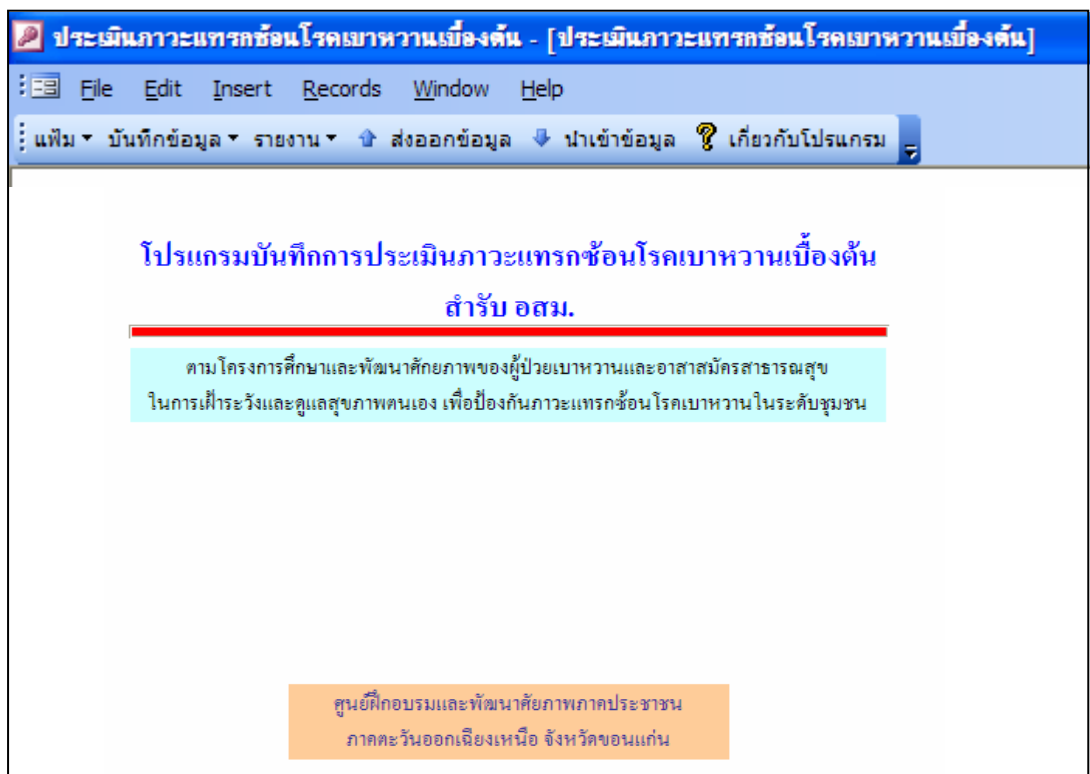 ประเมินภาวะแทรกซ้อนโรคเบาหวานเบื้องต้น - [ประเมินภาวะแทรกซ้อนโรคเบาหวานเบื้องต้น]
File Edit Insert Records Window Help
แฟ้ม บันทึกข้อมูล รายงาน ส่งออกข้อมูล นำเข้าข้อมูล เกี่ยวกับโปรแกรม
โปรแกรมบันทึกการประเมินภาวะแทรกซ้อนโรคเบาหวานเบื้องต้น
สำรับ อสม.
ตามโครงการศึกษาและพัฒนาศักยภาพของผู้ป่วยเบาหวานและอาสาสมัครสาธารณสุข
ในการเฝ้าระวังและดูแลสุขภาพตนเอง เพื่อป้องกันภาวะแทรกซ้อนโรคเบาหวานในระดับชุมชน
ศูนย์ฝึกอบรมและพัฒนาศัยภาพภาคประชาชน
ภาคตะวันออกเฉียงเหนือ จังหวัดขอนแก่น